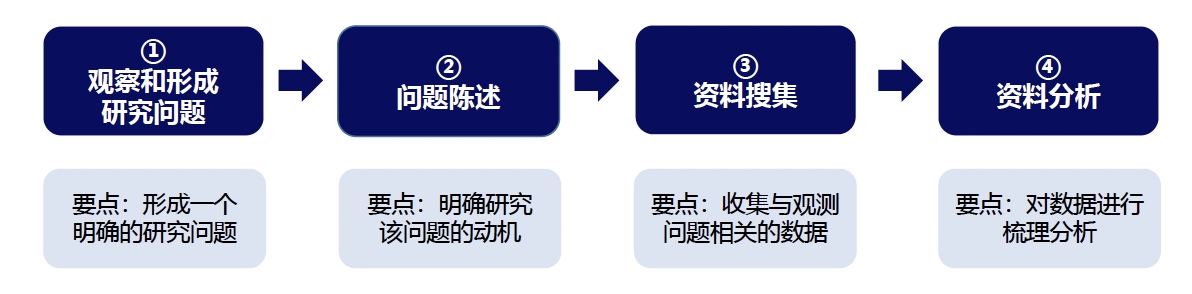 ①
观察和形成
研究问题
②
问题陈述
③
资料搜集
④
资料分析
要点：形成一个
明确的研究问题
要点：明确研究
该问题的动机
要点：收集与观测
问题相关的数据
要点：对数据进行
梳理分析